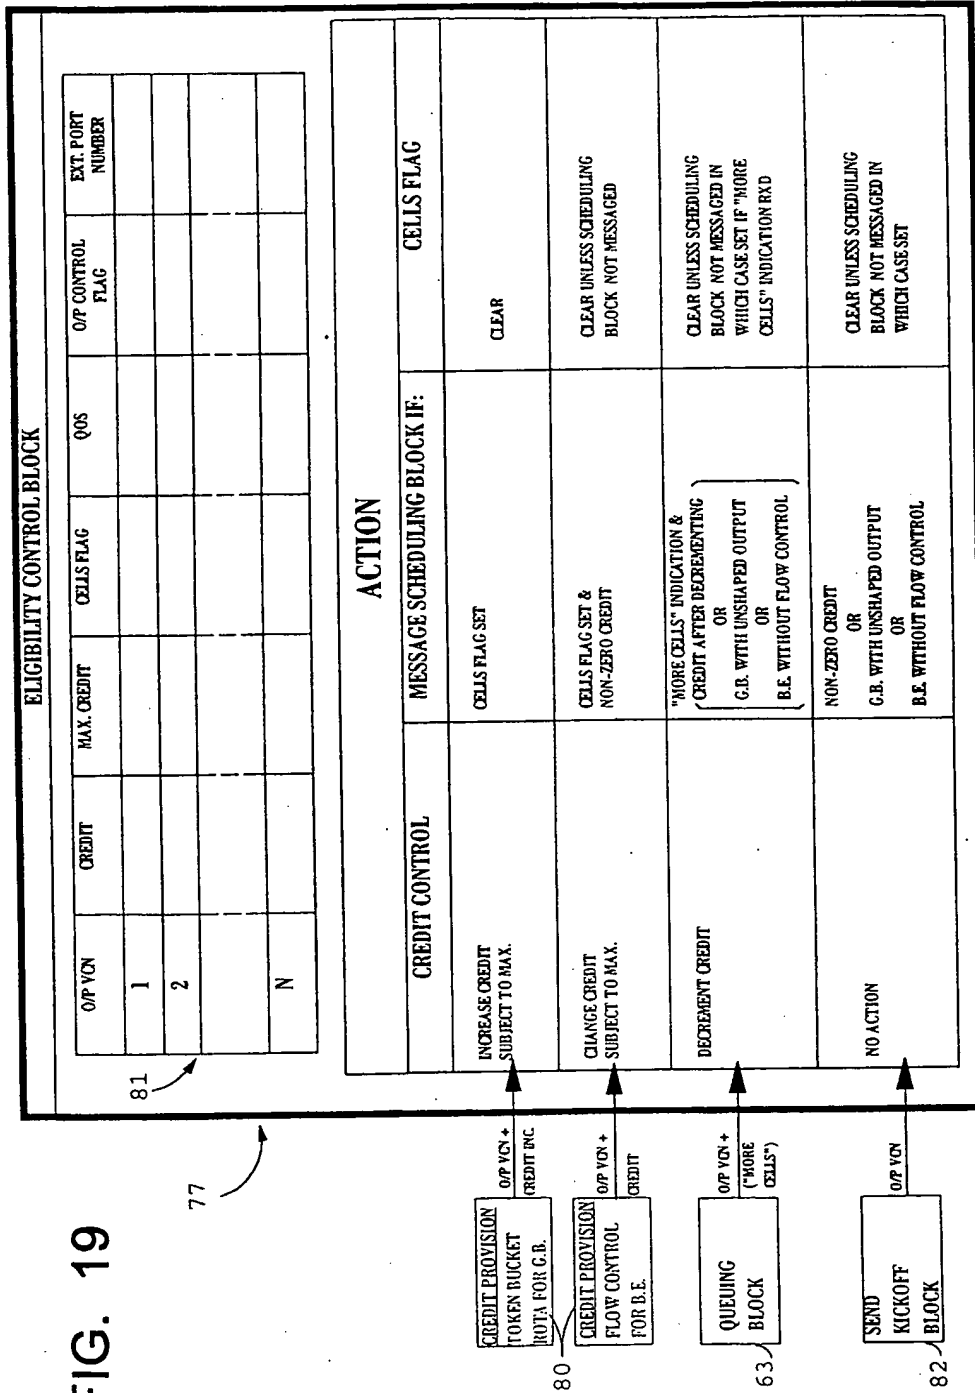 FIG. 19
77
ELIGIBILITY CONTROL BLOCK
81
O/P VCN
CREDIT
MAX. CREDIT
CELLS FLAG
QOS
O/P CONTROL
FLAG
EXT. PORT
NUMBER
1
2
N
ACTION
CREDIT CONTROL
MESSAGE SCHEDULING BLOCK IF:
CELLS FLAG
80
CREDIT PROVISION
TOKEN BUCKET
ROTA FOR G.B.
O/P VCN +
CREDIT INC.
INCREASE CREDIT
SUBJECT TO MAX.
CELLS FLAG SET
CLEAR
CREDIT PROVISION
FLOW CONTROL
FOR B.E.
O/P VCN +
CREDIT
CHANGE CREDIT
SUBJECT TO MAX.
CELLS FLAG SET &
NON-ZERO CREDIT
CLEAR UNLESS SCHEDULING
BLOCK NOT MESSAGED
63
QUEUING
BLOCK
O/P VCN +
("MORE
CELLS")
DECREMENT CREDIT
"MORE CELLS" INDICATION &
CREDIT AFTER DECREMENTING
OR
G.B. WITH UNSHAPED OUTPUT
OR
B.E. WITHOUT FLOW CONTROL
CLEAR UNLESS SCHEDULING
BLOCK NOT MESSAGED IN
WHICH CASE SET IF "MORE
CELLS" INDICATION RXD
82
SEND
KICKOFF
BLOCK
O/P VCN
NO ACTION
NON-ZERO CREDIT
OR
G.B. WITH UNSHAPED OUTPUT
OR
B.E. WITHOUT FLOW CONTROL
CLEAR UNLESS SCHEDULING
BLOCK NOT MESSAGED IN
WHICH CASE SET